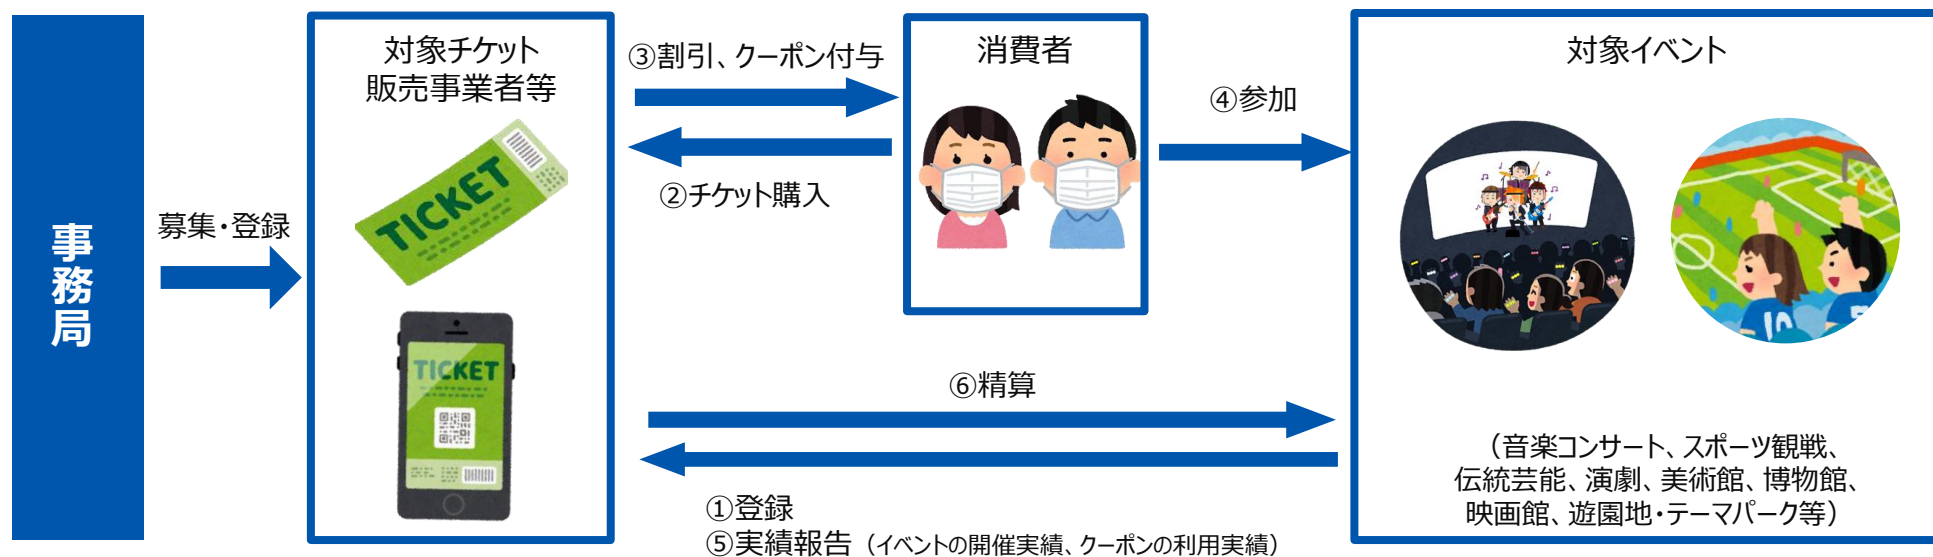 事務局
募集・登録
対象チケット
販売事業者等
TICKET
TICKET
③割引、クーポン付与
②チケット購入
消費者
④参加
対象イベント
10
⑥精算
①登録
⑤実績報告（イベントの開催実績、クーポンの利用実績）
（音楽コンサート、スポーツ観戦、
伝統芸能、演劇、美術館、博物館、
映画館、遊園地・テーマパーク等）